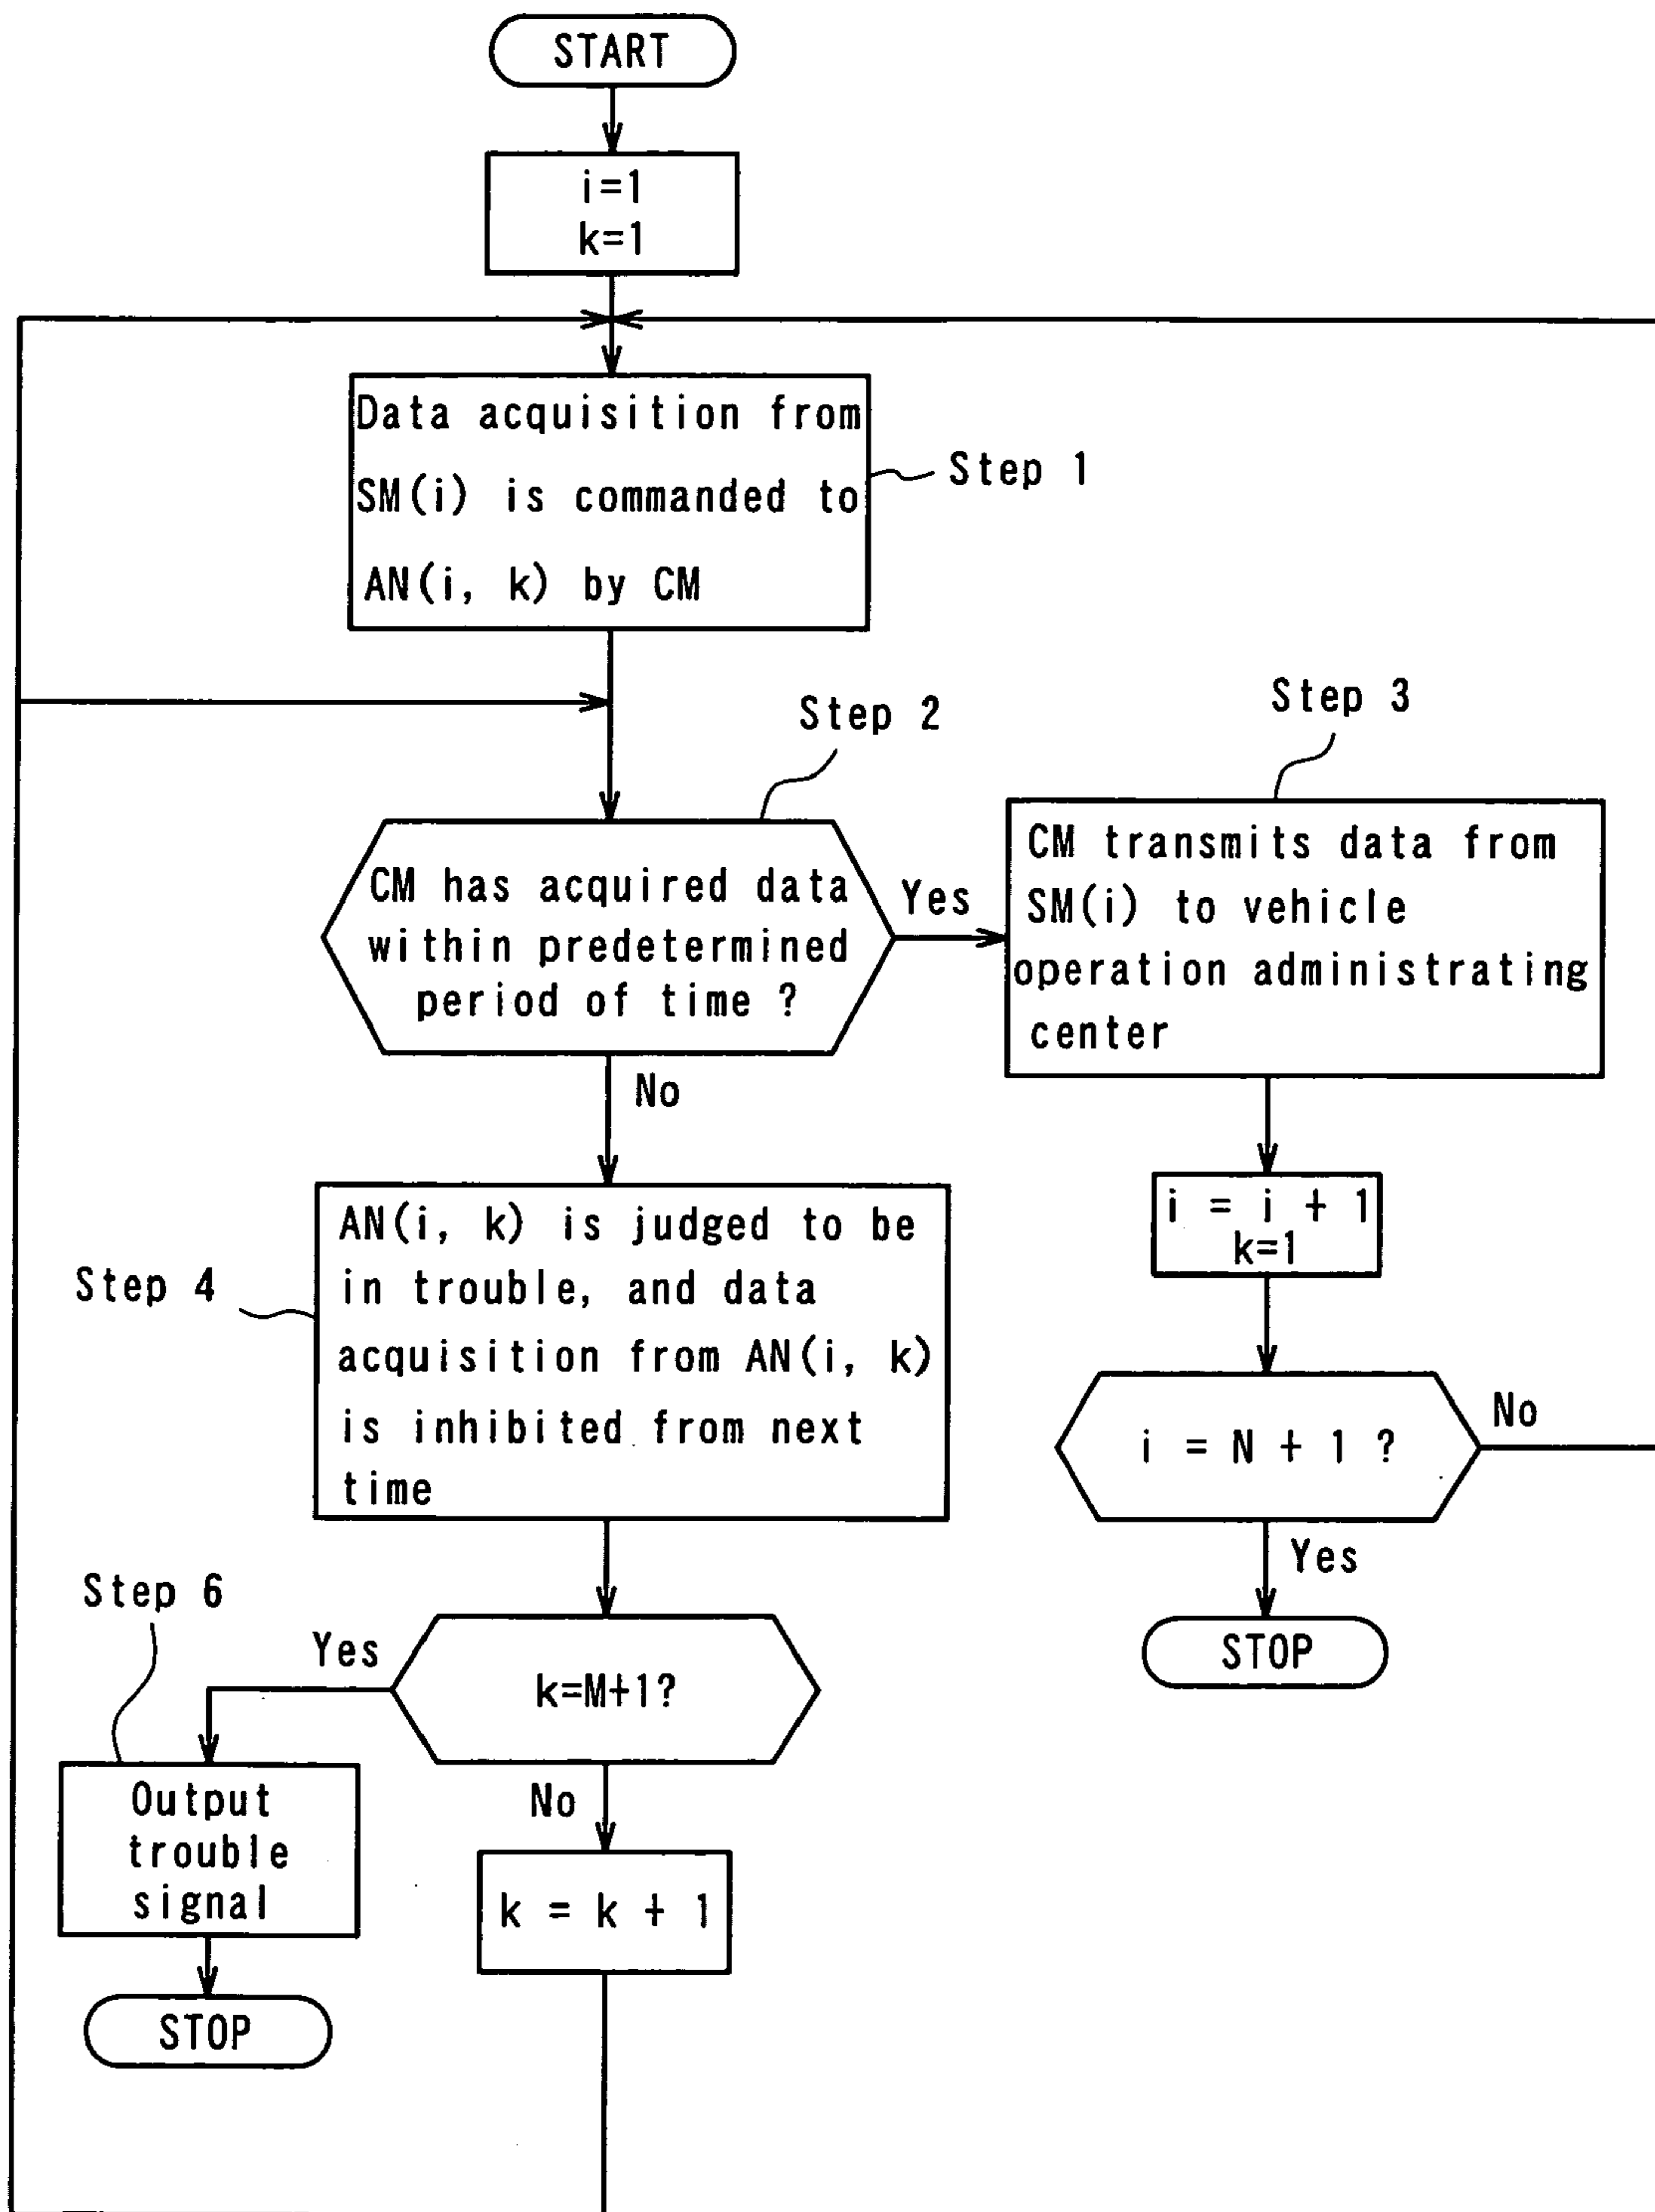 START
i=1
k=1
Data acquisition from
SM(i) is commanded to
AN(i, k) by CM
Step 1
Step 2
CM has acquired data
within predetermined
period of time ?
Yes
No
Step 3
CM transmits data from
SM(i) to vehicle
operation administrating
center
i = i + 1
k=1
i = N + 1 ?
No
Yes
STOP
Step 4
AN(i, k) is judged to be
in trouble, and data
acquisition from AN(i, k)
is inhibited from next
time
k=M+1?
Yes
No
Step 6
Output
trouble
signal
STOP
k = k + 1